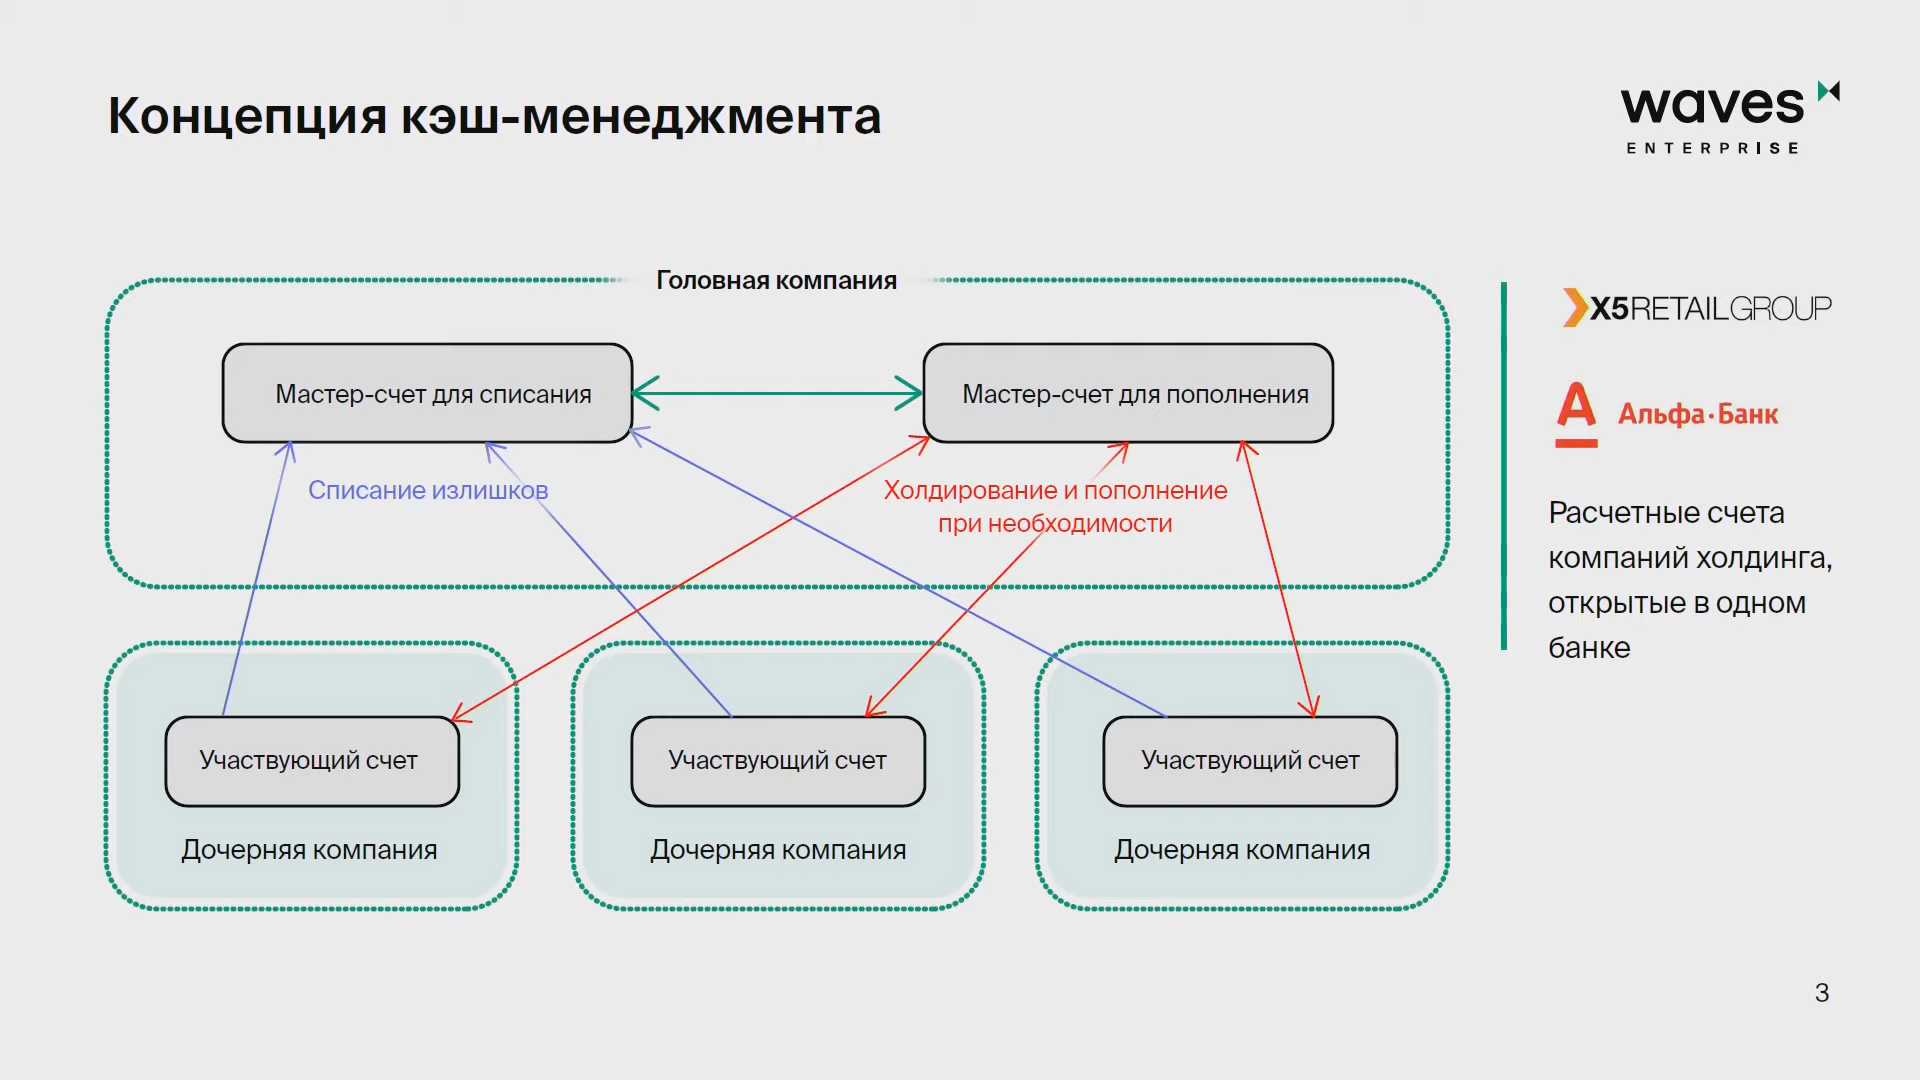 Концепция кэш-менеджмента
waves
ENTERPRISE
Головная компания
Мастер-счет для списания
Мастер-счет для пополнения
Списание излишков
Холдирование и пополнение
при необходимости
Участвующий счет
Дочерняя компания
Участвующий счет
Дочерняя компания
Участвующий счет
Дочерняя компания
X5RETAILGROUP
А Альфа·Банк
Расчетные счета
компаний холдинга,
открытые в одном
банке
3